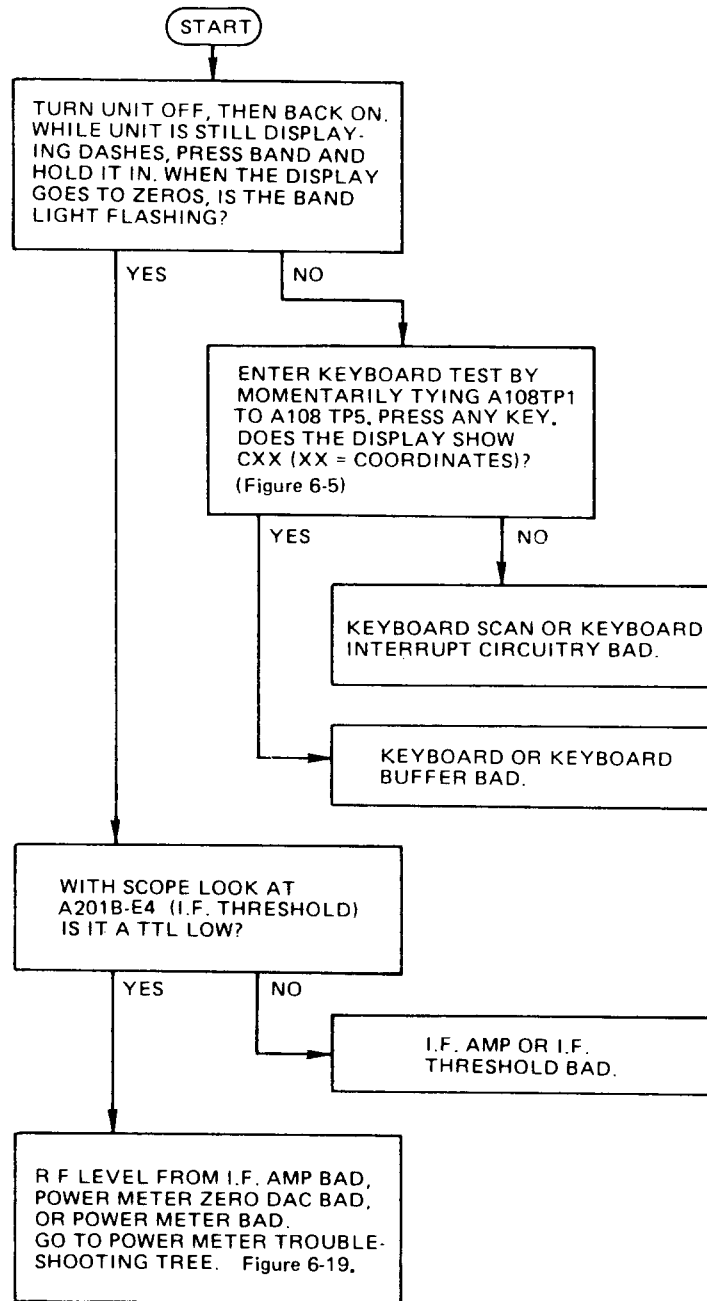 START
TURN UNIT OFF, THEN BACK ON.
WHILE UNIT IS STILL DISPLAY-
ING DASHES, PRESS BAND AND
HOLD IT IN. WHEN THE DISPLAY
GOES TO ZEROS, IS THE BAND
LIGHT FLASHING?
YES
NO
ENTER KEYBOARD TEST BY
MOMENTARILY TYING A108TP1
TO A108 TP5. PRESS ANY KEY.
DOES THE DISPLAY SHOW
CXX (XX = COORDINATES)?
(Figure 6-5)
YES
NO
KEYBOARD SCAN OR KEYBOARD
INTERRUPT CIRCUITRY BAD.
KEYBOARD OR KEYBOARD
BUFFER BAD.
WITH SCOPE LOOK AT
A201B-E4 (I.F. THRESHOLD)
IS IT A TTL LOW?
YES
NO
I.F. AMP OR I.F.
THRESHOLD BAD.
R F LEVEL FROM I.F. AMP BAD,
POWER METER ZERO DAC BAD,
OR POWER METER BAD.
GO TO POWER METER TROUBLE-
SHOOTING TREE. Figure 6-19.